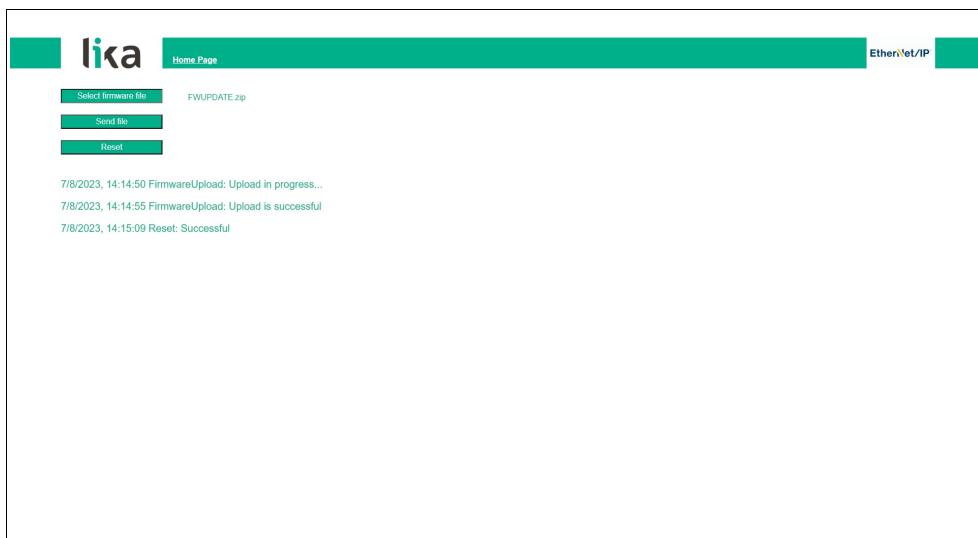 lika
Home Page
EtherNet/IP
Select firmware file
FWUPDATE.zip
Send file
Reset
7/8/2023, 14:14:50 FirmwareUpload: Upload in progress...
7/8/2023, 14:14:55 FirmwareUpload: Upload is successful
7/8/2023, 14:15:09 Reset: Successful